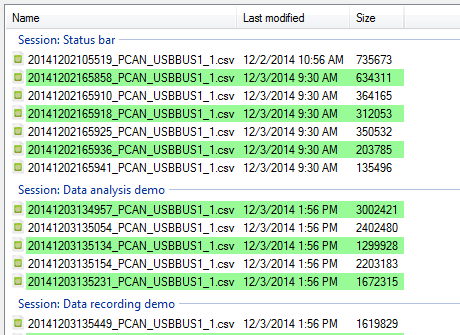 Name Last modified Size
Session: Status bar
20141202105519_PCAN_USBBUS1_1.csv 12/2/2014 10:56 AM 735673
20141202165858_PCAN_USBBUS1_1.csv 12/3/2014 9:30 AM 634311
20141202165910_PCAN_USBBUS1_1.csv 12/3/2014 9:30 AM 364165
20141202165918_PCAN_USBBUS1_1.csv 12/3/2014 9:30 AM 312053
20141202165925_PCAN_USBBUS1_1.csv 12/3/2014 9:30 AM 350532
20141202165936_PCAN_USBBUS1_1.csv 12/3/2014 9:30 AM 203785
20141202165941_PCAN_USBBUS1_1.csv 12/3/2014 9:30 AM 135496
Session: Data analysis demo
20141203134957_PCAN_USBBUS1_1.csv 12/3/2014 1:56 PM 3002421
20141203135054_PCAN_USBBUS1_1.csv 12/3/2014 1:56 PM 2402480
20141203135134_PCAN_USBBUS1_1.csv 12/3/2014 1:56 PM 1299928
20141203135154_PCAN_USBBUS1_1.csv 12/3/2014 1:56 PM 2203183
20141203135231_PCAN_USBBUS1_1.csv 12/3/2014 1:56 PM 1672315
Session: Data recording demo
20141203135449_PCAN_USBBUS1_1.csv 12/3/2014 1:56 PM 1619829